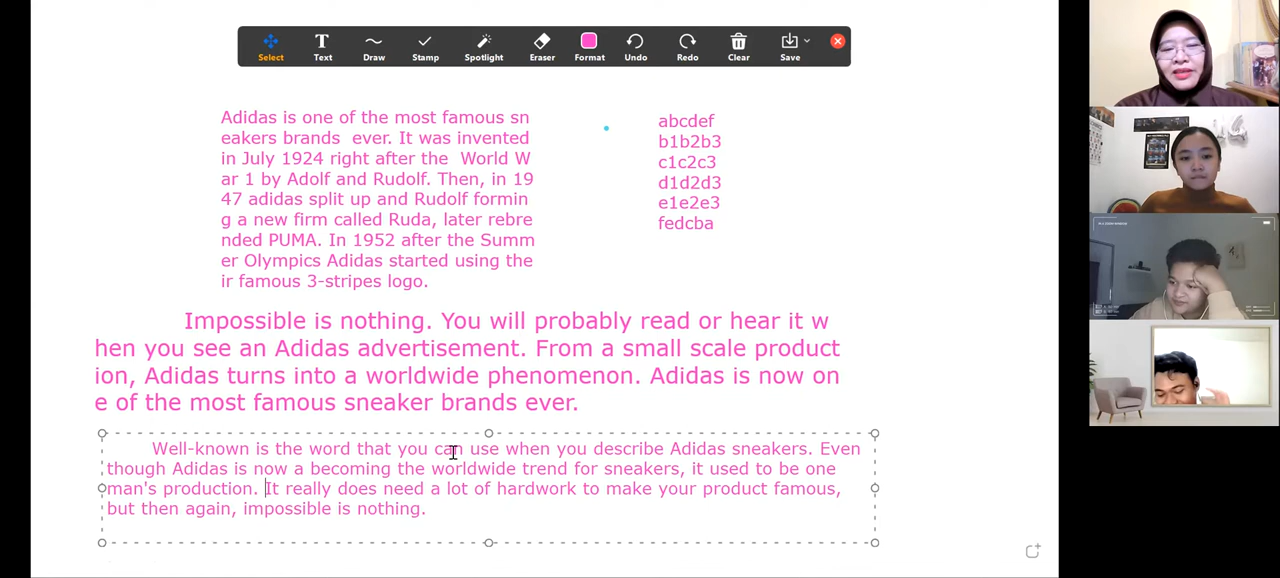 Select Text Draw Stamp Spotlight Eraser Format Undo Redo Clear Save
Adidas is one of the most famous sn
eakers brands  ever. It was invented
in July 1924 right after the  World W
ar 1 by Adolf and Rudolf. Then, in 19
47 adidas split up and Rudolf formin
g a new firm called Ruda, later rebre
nded PUMA. In 1952 after the Summ
er Olympics Adidas started using the
ir famous 3-stripes logo.
abcdef
b1b2b3
c1c2c3
d1d2d3
e1e2e3
fedcba
Impossible is nothing. You will probably read or hear it w
hen you see an Adidas advertisement. From a small scale product
ion, Adidas turns into a worldwide phenomenon. Adidas is now on
e of the most famous sneaker brands ever.
Well-known is the word that you can use when you describe Adidas sneakers. Even
though Adidas is now a becoming the worldwide trend for sneakers, it used to be one
man's production. It really does need a lot of hardwork to make your product famous,
but then again, impossible is nothing.